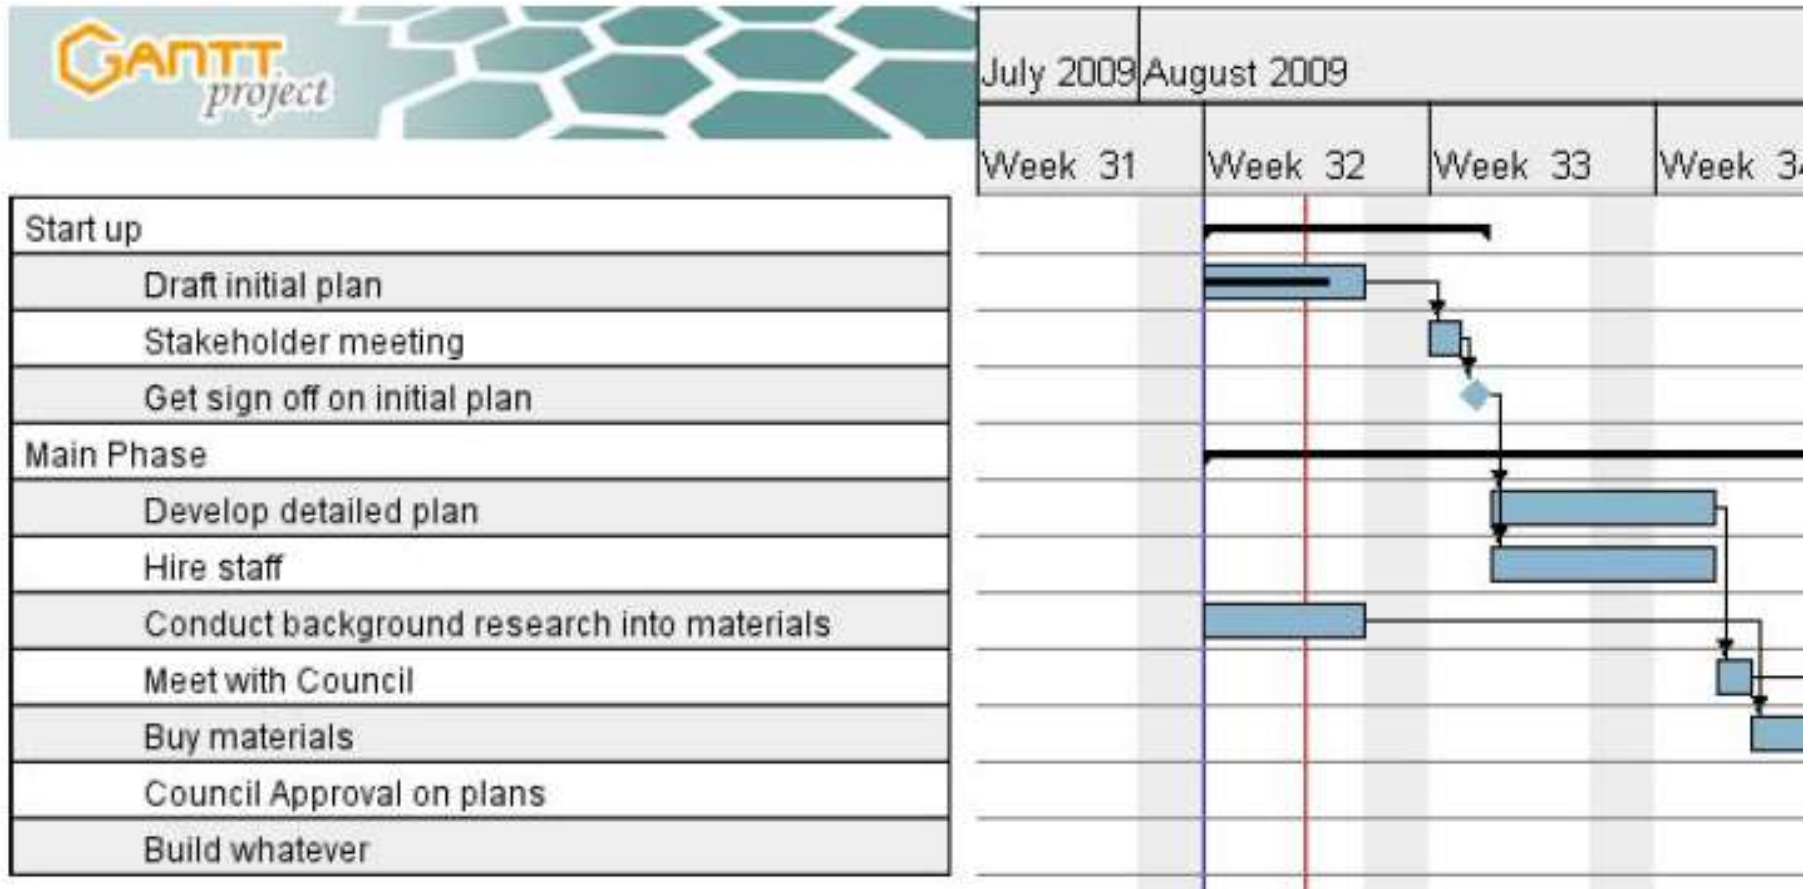 GANTT
project
July 2009 August 2009
Week 31 Week 32 Week 33 Week 34
Start up
Draft initial plan
Stakeholder meeting
Get sign off on initial plan
Main Phase
Develop detailed plan
Hire staff
Conduct background research into materials
Meet with Council
Buy materials
Council Approval on plans
Build whatever